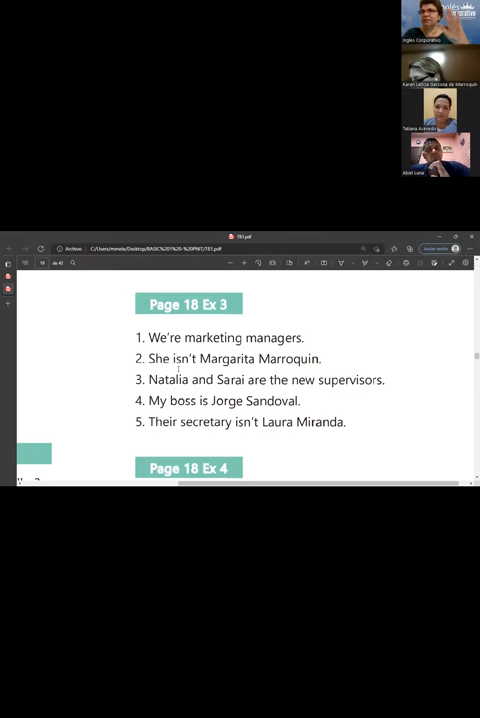 Inglés Corporativo
Karen Leticia Garzona de Marroquin
Tatiana Acevedo
Abiel Luna
TB1.pdf
Archivo C:/Users/mmele/Desktop/BASIC%201%20-%20PNIT/TB1.pdf
Iniciar sesión
18 de 42
Page 18 Ex 3
1. We're marketing managers.
2. She isn't Margarita Marroquin.
3. Natalia and Sarai are the new supervisors.
4. My boss is Jorge Sandoval.
5. Their secretary isn't Laura Miranda.
Page 18 Ex 4